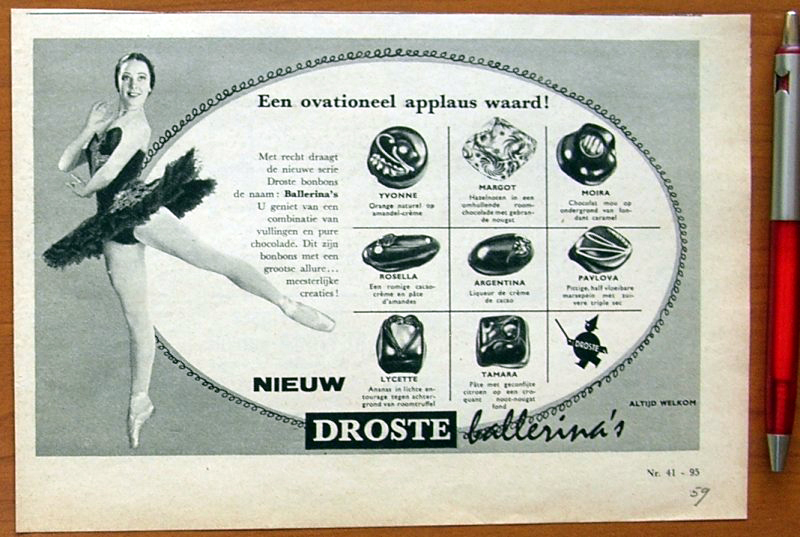 Een ovationeel applaus waard!
Met recht draagt
de nieuwe serie
Droste bonbons
de naam: Ballerina's
U geniet van een
combinatie van
vullingen en pure
chocolade. Dit zijn
bonbons met een
grootse allure...
meesterlijke
creaties!
YVONNE
Orange naturel op
amandel-crème
MARGOT
Hazelnoten in een
omhullende room-
chocolade met gebran-
de nougat
MOIRA
Chocolat mou op
ondergrond van fon-
dant caramel
ROSELLA
Een romige cacao-
crème en pâte
d'amandes
ARGENTINA
Liqueur de crème
de cacao
PAVLOVA
Pittige, half vloeibare
marsepein met zui-
vere triple sec
LYCETTE
Ananas in lichte en-
tourage tegen achter-
grond van roomtruffel
TAMARA
Pâte met geconfijte
citroen op een cro-
quant noot-nougat
fond
DROSTE
NIEUW
ALTIJD WELKOM
DROSTE ballerina's
Nr. 41 - 95
59